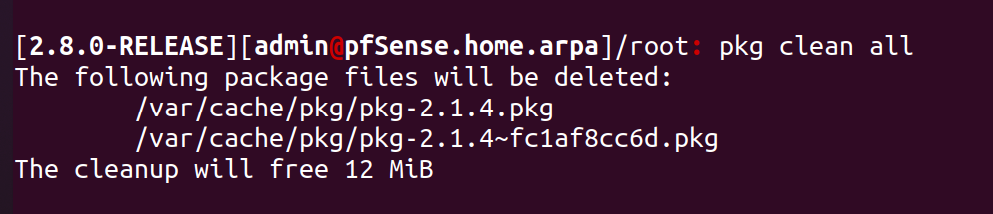 [2.8.0-RELEASE][admin@pfSense.home.arpa]/root: pkg clean all
The following package files will be deleted:
        /var/cache/pkg/pkg-2.1.4.pkg
        /var/cache/pkg/pkg-2.1.4~fc1af8cc6d.pkg
The cleanup will free 12 MiB